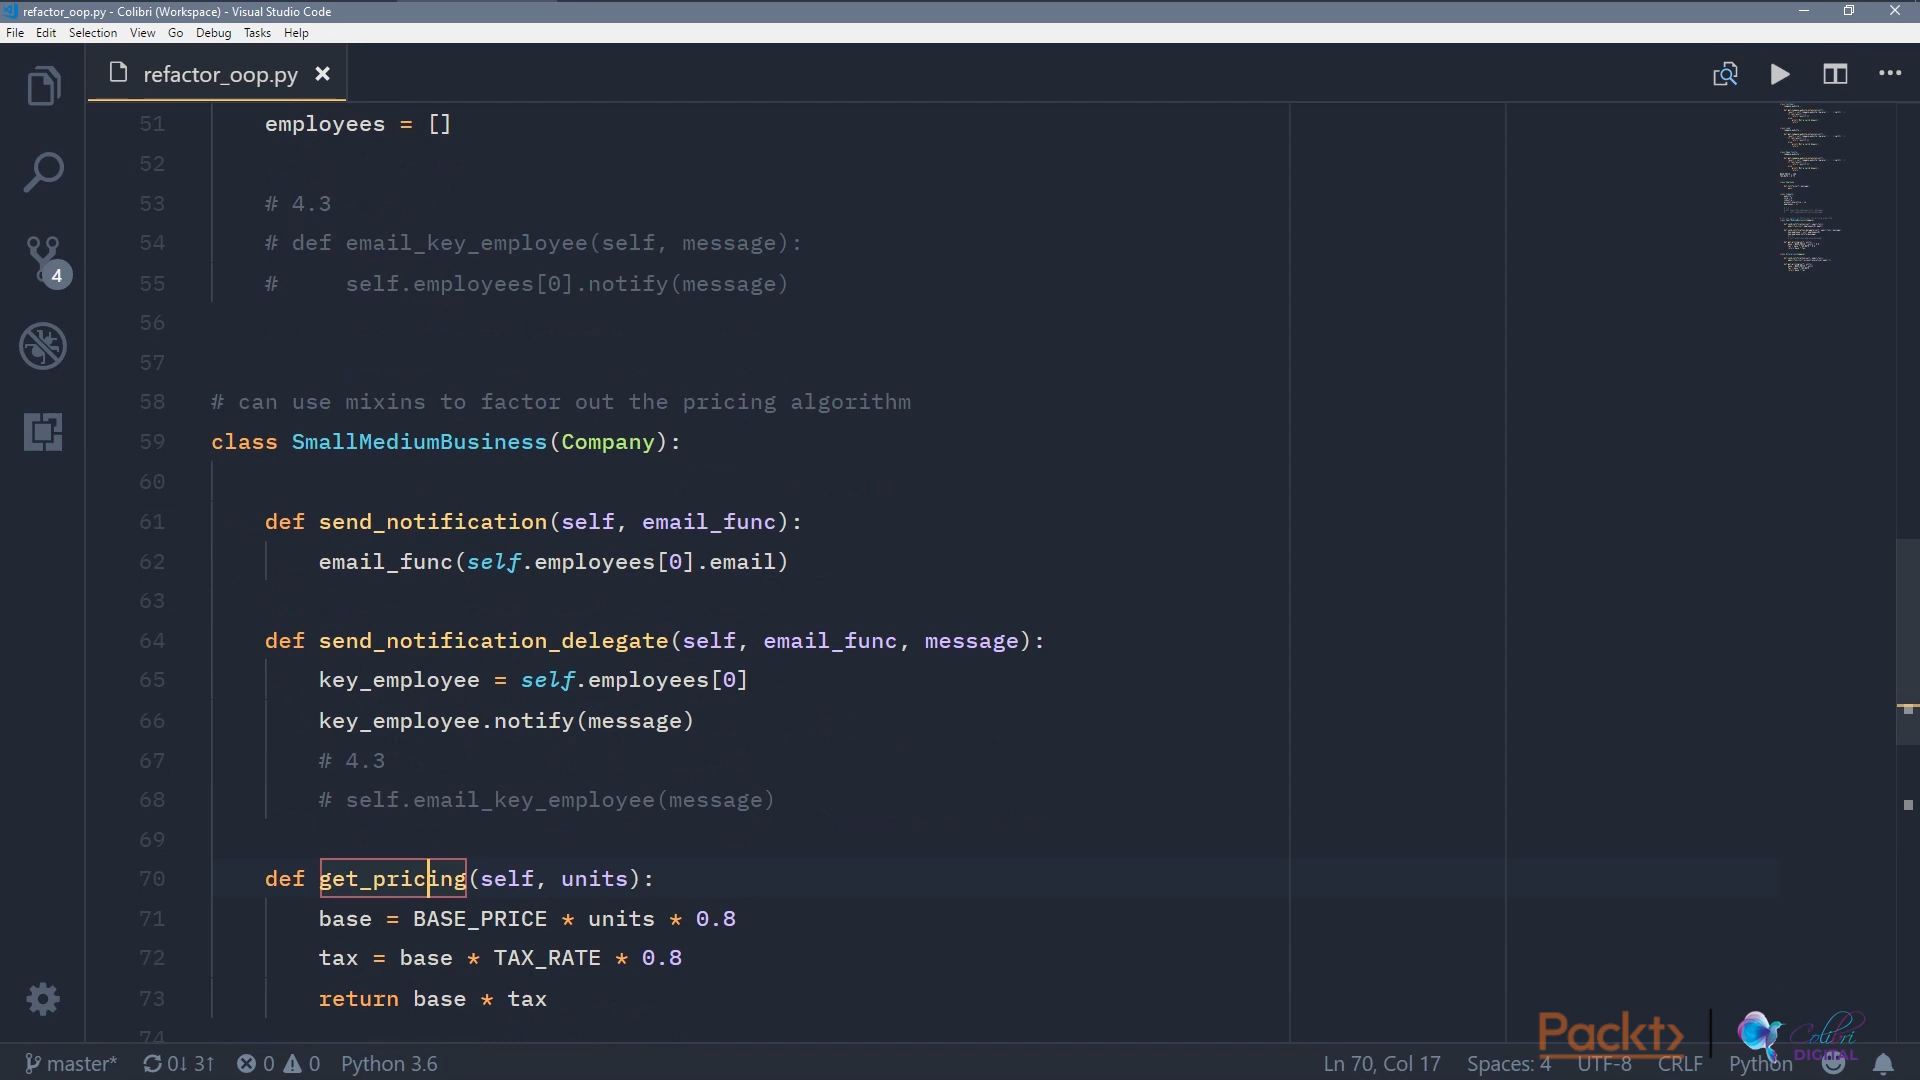 refactor_oop.py - Colibri (Workspace) - Visual Studio Code
File Edit Selection View Go Debug Tasks Help
refactor_oop.py
51 employees = []
52
53 # 4.3
54 # def email_key_employee(self, message):
55 # self.employees[0].notify(message)
56
57
58 # can use mixins to factor out the pricing algorithm
59 class SmallMediumBusiness(Company):
60
61 def send_notification(self, email_func):
62 email_func(self.employees[0].email)
63
64 def send_notification_delegate(self, email_func, message):
65 key_employee = self.employees[0]
66 key_employee.notify(message)
67 # 4.3
68 # self.email_key_employee(message)
69
70 def get_pricing(self, units):
71 base = BASE_PRICE * units * 0.8
72 tax = base * TAX_RATE * 0.8
73 return base * tax
74
4
Packt>
Colibri
DIGITAL
master* 0↓ 3↑ 0 0 Python 3.6 Ln 70, Col 17 Spaces: 4 UTF-8 CRLF Python